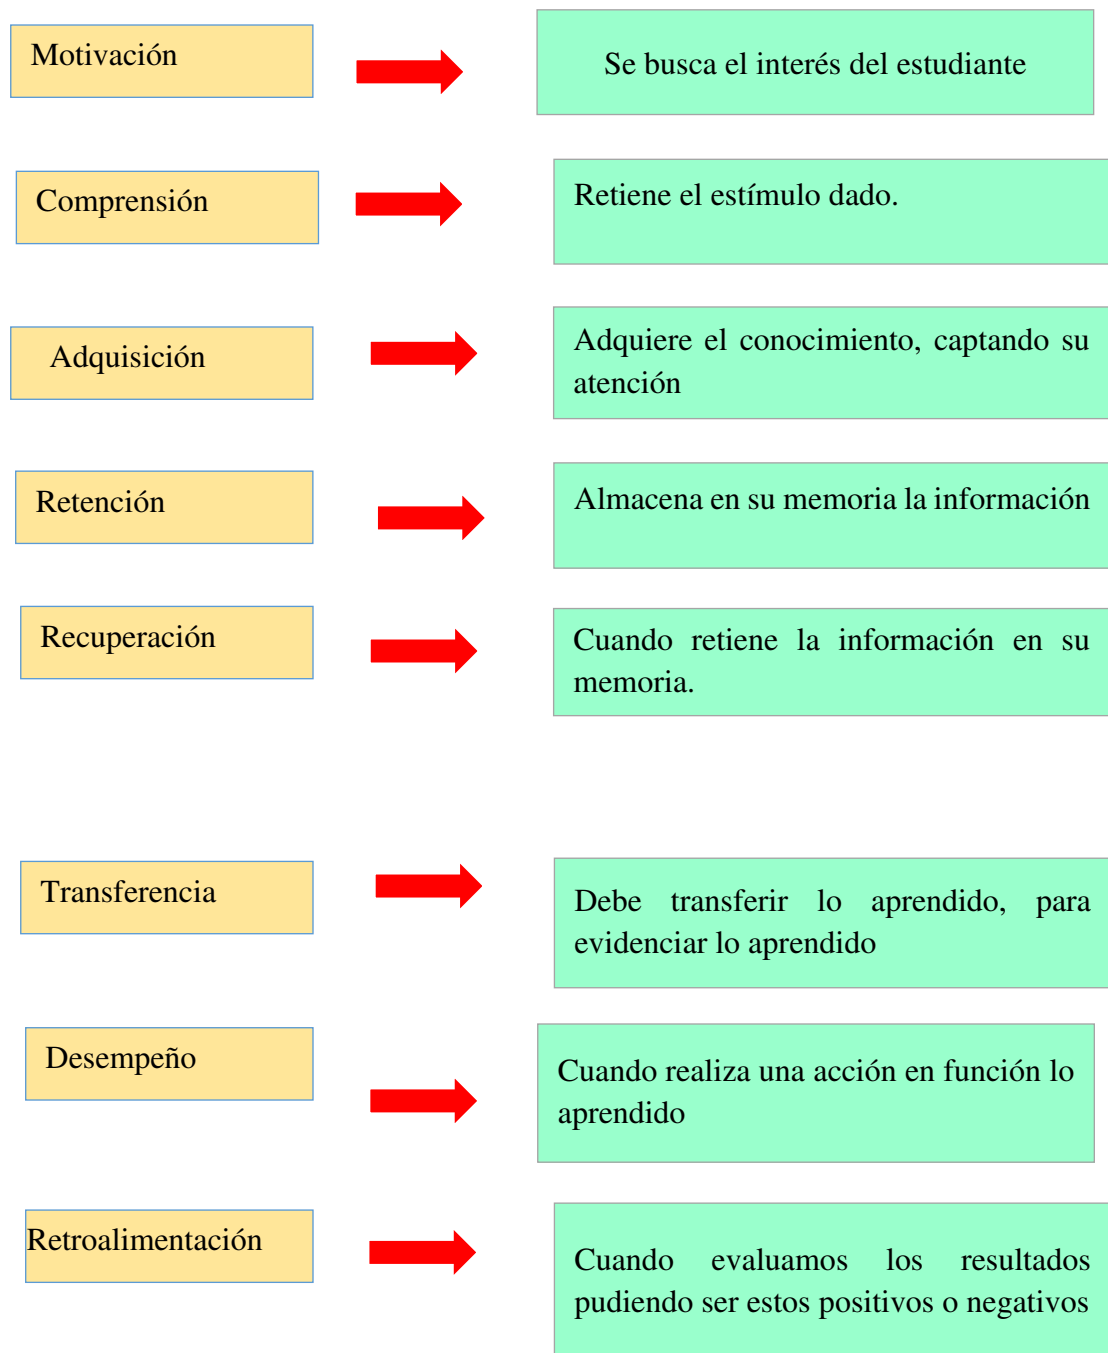 Motivación
Se busca el interés del estudiante
Comprensión
Retiene el estímulo dado.
Adquisición
Adquiere el conocimiento, captando su
atención
Retención
Almacena en su memoria la información
Recuperación
Cuando retiene la información en su
memoria.
Transferencia
Debe transferir lo aprendido, para
evidenciar lo aprendido
Desempeño
Cuando realiza una acción en función lo
aprendido
Retroalimentación
Cuando evaluamos los resultados
pudiendo ser estos positivos o negativos